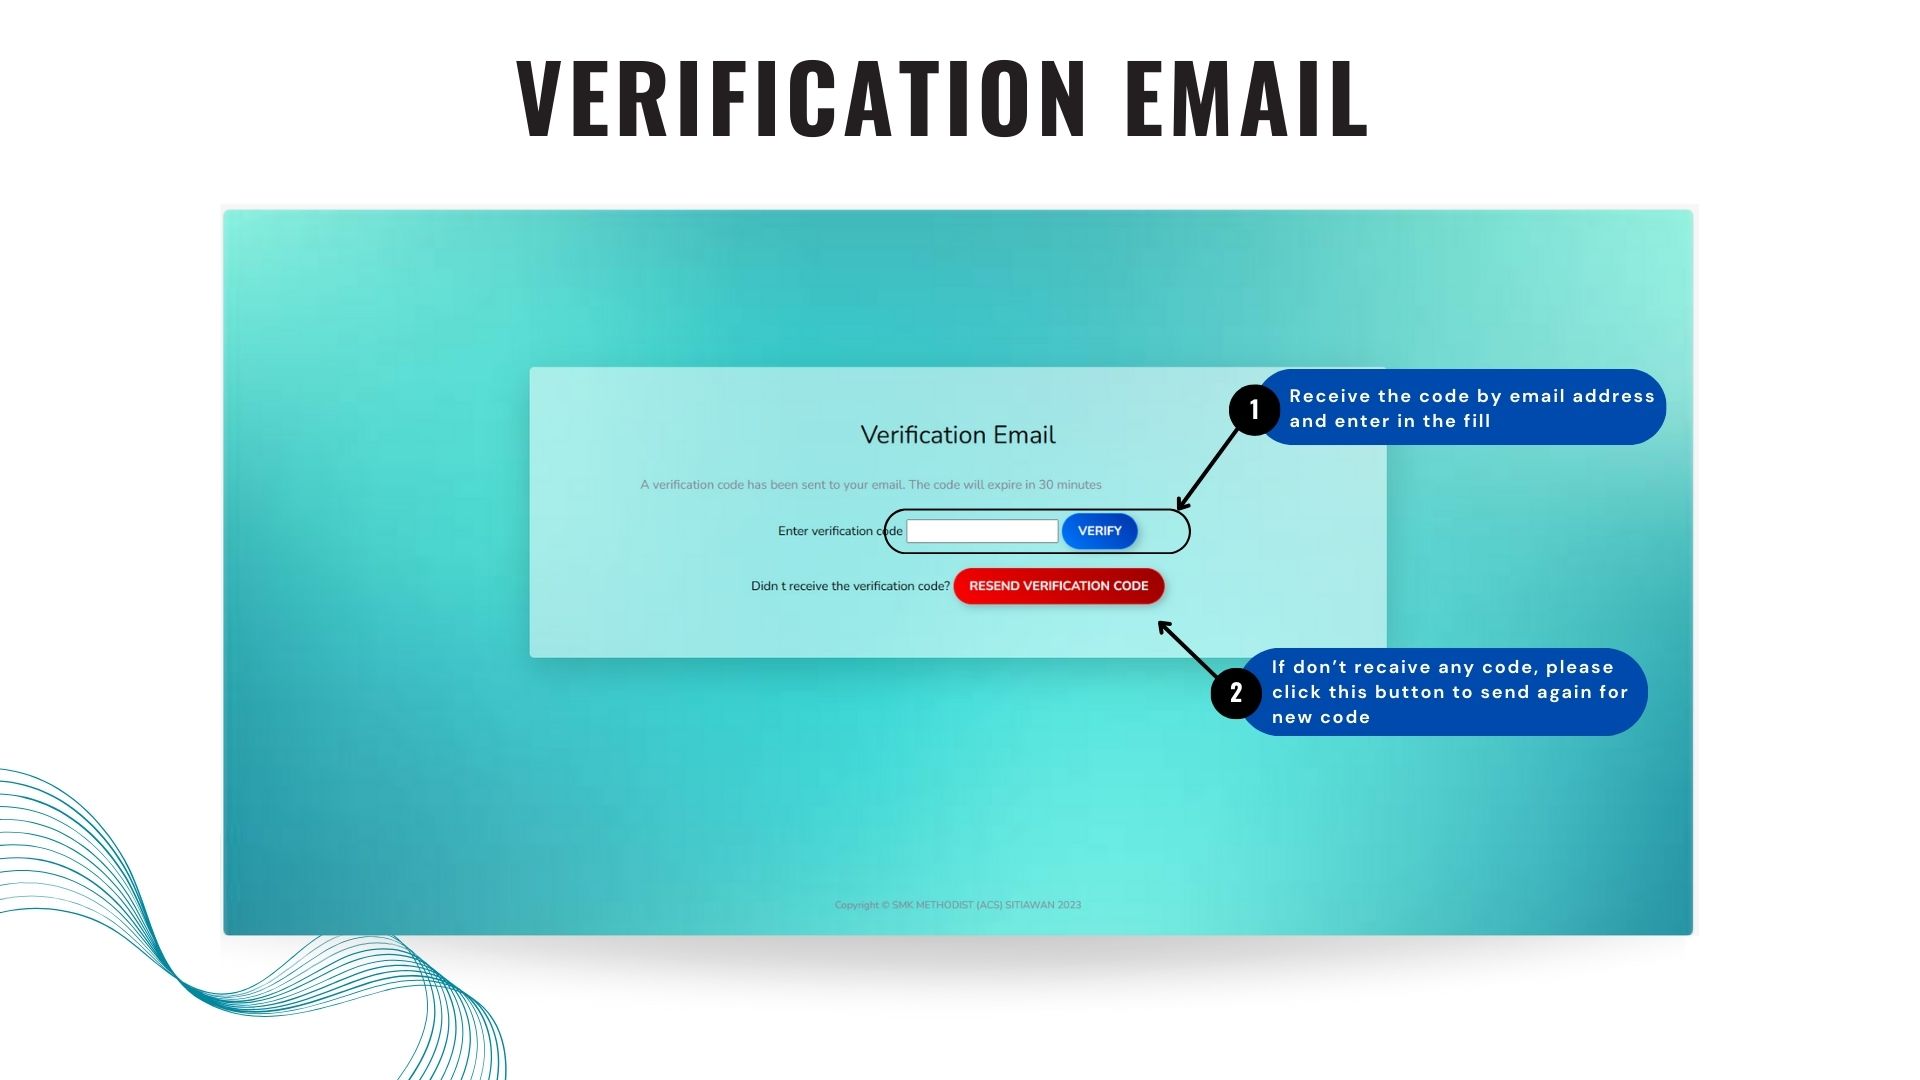 VERIFICATION EMAIL
1
Receive the code by email address
and enter in the fill
Verification Email
A verification code has been sent to your email. The code will expire in 30 minutes
Enter verification code
VERIFY
Didn t receive the verification code?
RESEND VERIFICATION CODE
2
If don’t recaive any code, please
click this button to send again for
new code
Copyright © SMK METHODIST (ACS) SITIAWAN 2023